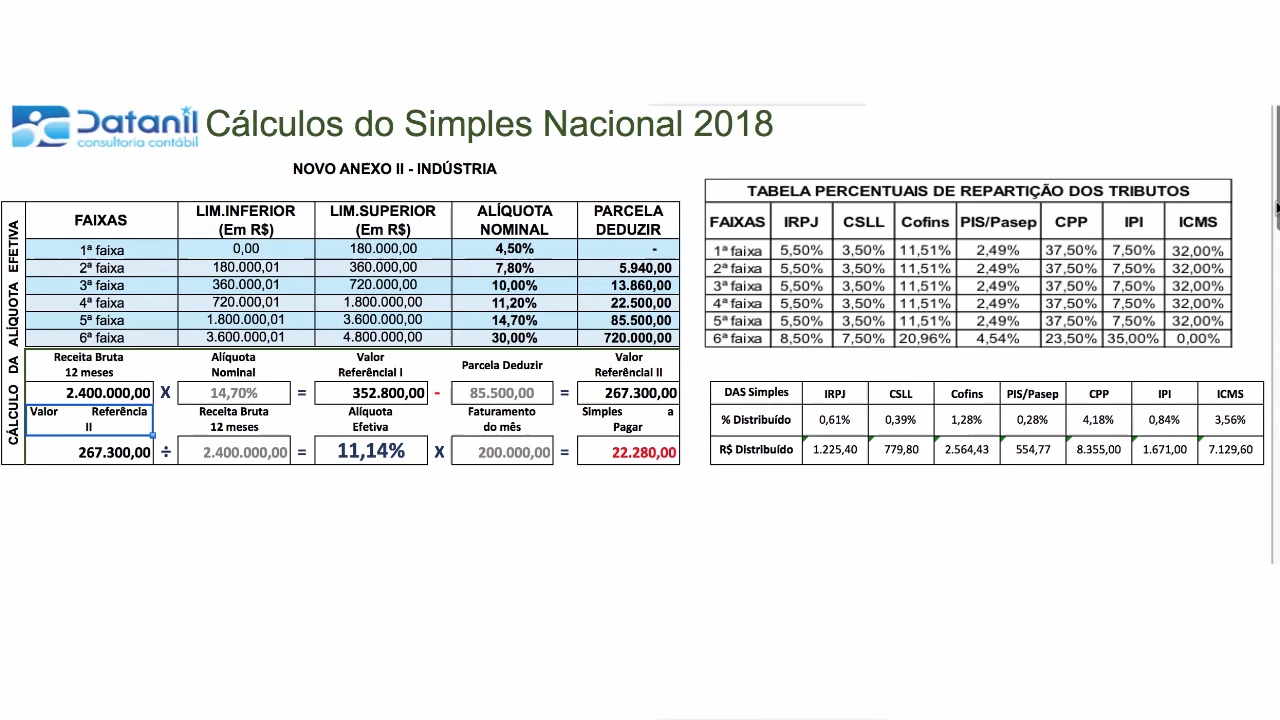 Datanil
consultoria contábil
Cálculos do Simples Nacional 2018
NOVO ANEXO II - INDÚSTRIA
CÁLCULO DA ALÍQUOTA EFETIVA
FAIXAS LIM.INFERIOR (Em R$) LIM.SUPERIOR (Em R$) ALÍQUOTA NOMINAL PARCELA DEDUZIR
1ª faixa 0,00 180.000,00 4,50% -
2ª faixa 180.000,01 360.000,00 7,80% 5.940,00
3ª faixa 360.000,01 720.000,00 10,00% 13.860,00
4ª faixa 720.000,01 1.800.000,00 11,20% 22.500,00
5ª faixa 1.800.000,01 3.600.000,00 14,70% 85.500,00
6ª faixa 3.600.000,01 4.800.000,00 30,00% 720.000,00
Receita Bruta 12 meses Alíquota Nominal Valor Referêncial I Parcela Deduzir Valor Referêncial II
2.400.000,00 X 14,70% = 352.800,00 - 85.500,00 = 267.300,00
Valor Referência II Receita Bruta 12 meses Alíquota Efetiva Faturamento do mês Simples a Pagar
267.300,00 ÷ 2.400.000,00 = 11,14% X 200.000,00 = 22.280,00
TABELA PERCENTUAIS DE REPARTIÇÃO DOS TRIBUTOS
FAIXAS IRPJ CSLL Cofins PIS/Pasep CPP IPI ICMS
1ª faixa 5,50% 3,50% 11,51% 2,49% 37,50% 7,50% 32,00%
2ª faixa 5,50% 3,50% 11,51% 2,49% 37,50% 7,50% 32,00%
3ª faixa 5,50% 3,50% 11,51% 2,49% 37,50% 7,50% 32,00%
4ª faixa 5,50% 3,50% 11,51% 2,49% 37,50% 7,50% 32,00%
5ª faixa 5,50% 3,50% 11,51% 2,49% 37,50% 7,50% 32,00%
6ª faixa 8,50% 7,50% 20,96% 4,54% 23,50% 35,00% 0,00%
DAS Simples IRPJ CSLL Cofins PIS/Pasep CPP IPI ICMS
% Distribuído 0,61% 0,39% 1,28% 0,28% 4,18% 0,84% 3,56%
R$ Distribuído 1.225,40 779,80 2.564,43 554,77 8.355,00 1.671,00 7.129,60